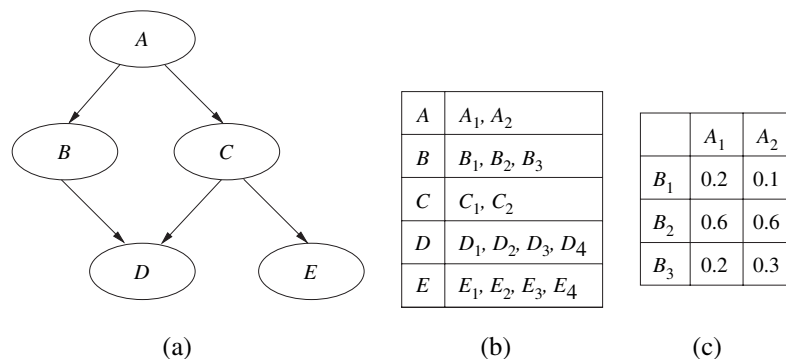 A
B
C
D
E
(a)
A A₁, A₂
B B₁, B₂, B₃
C C₁, C₂
D D₁, D₂, D₃, D₄
E E₁, E₂, E₃, E₄
(b)
A₁ A₂
B₁ 0.2 0.1
B₂ 0.6 0.6
B₃ 0.2 0.3
(c)